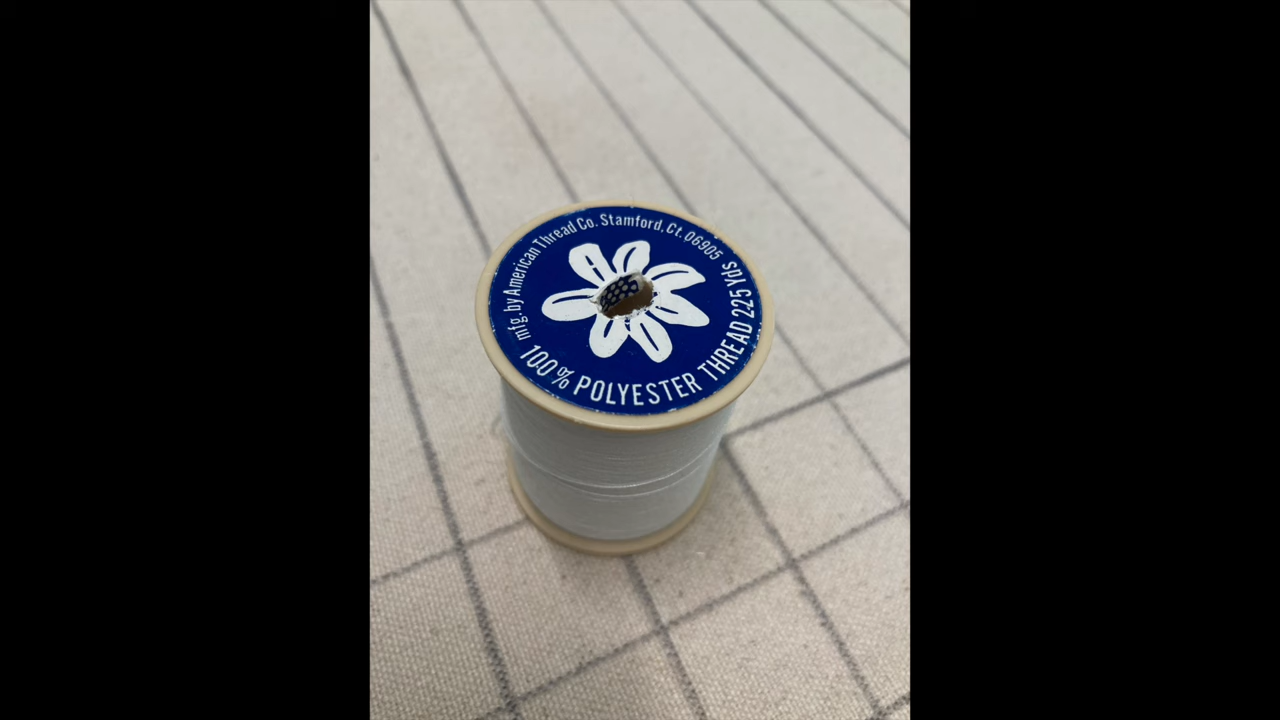 mfg. by American Thread Co. Stamford, Ct. 06905
100% POLYESTER THREAD 225 Yds